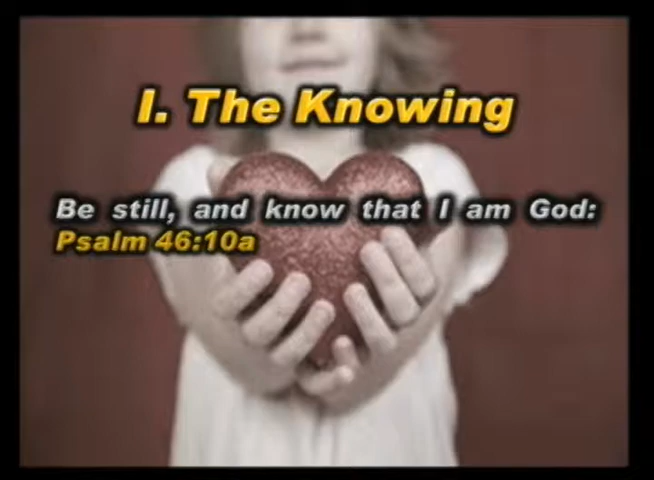 I. The Knowing
Be still, and know that I am God:
Psalm 46:10a